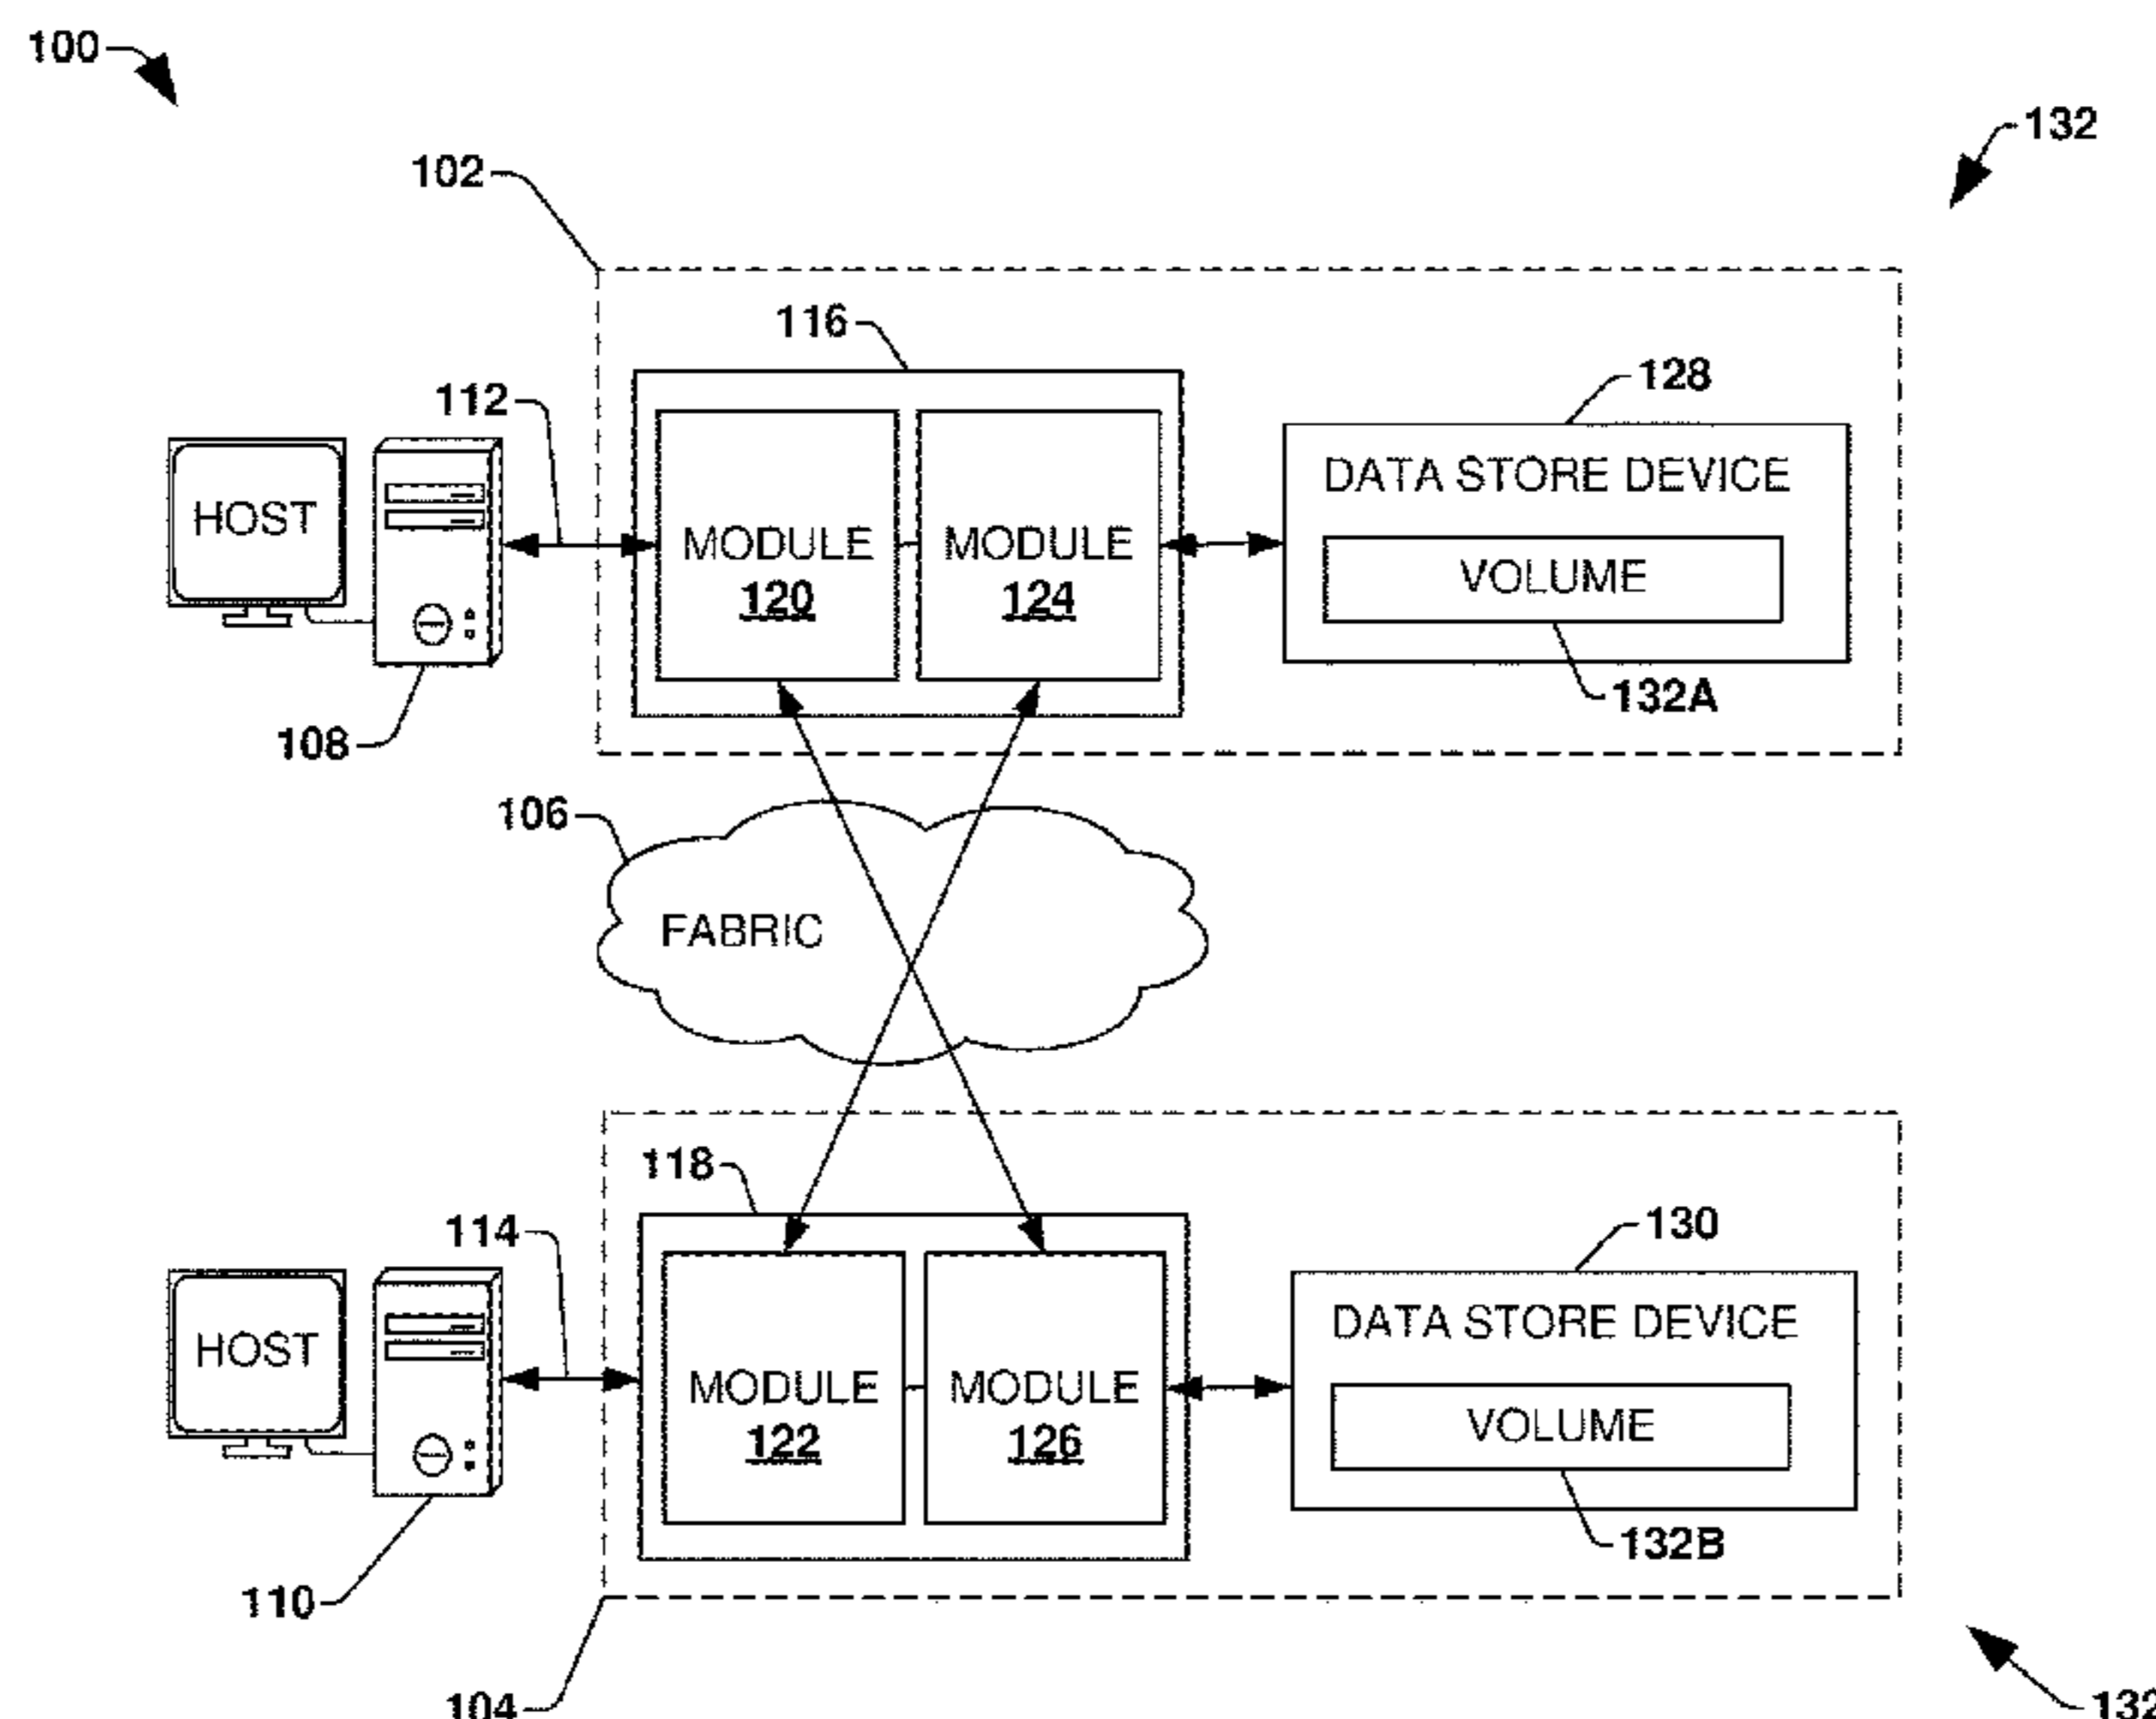 100
132
102
116
128
112
DATA STORE DEVICE
HOST
MODULE
120
MODULE
124
VOLUME
132A
108
106
FABRIC
118
130
114
DATA STORE DEVICE
HOST
MODULE
122
MODULE
126
VOLUME
132B
110
104
132